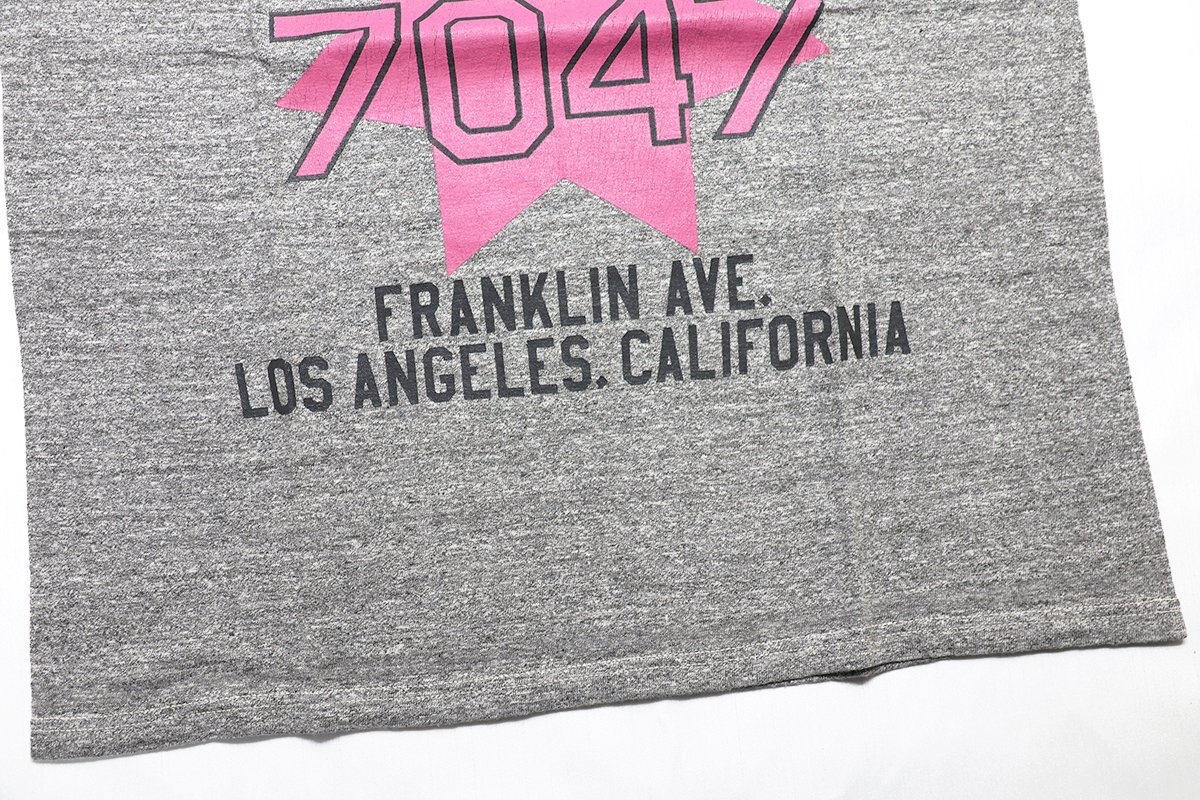 7047
FRANKLIN AVE.
LOS ANGELES. CALIFORNIA